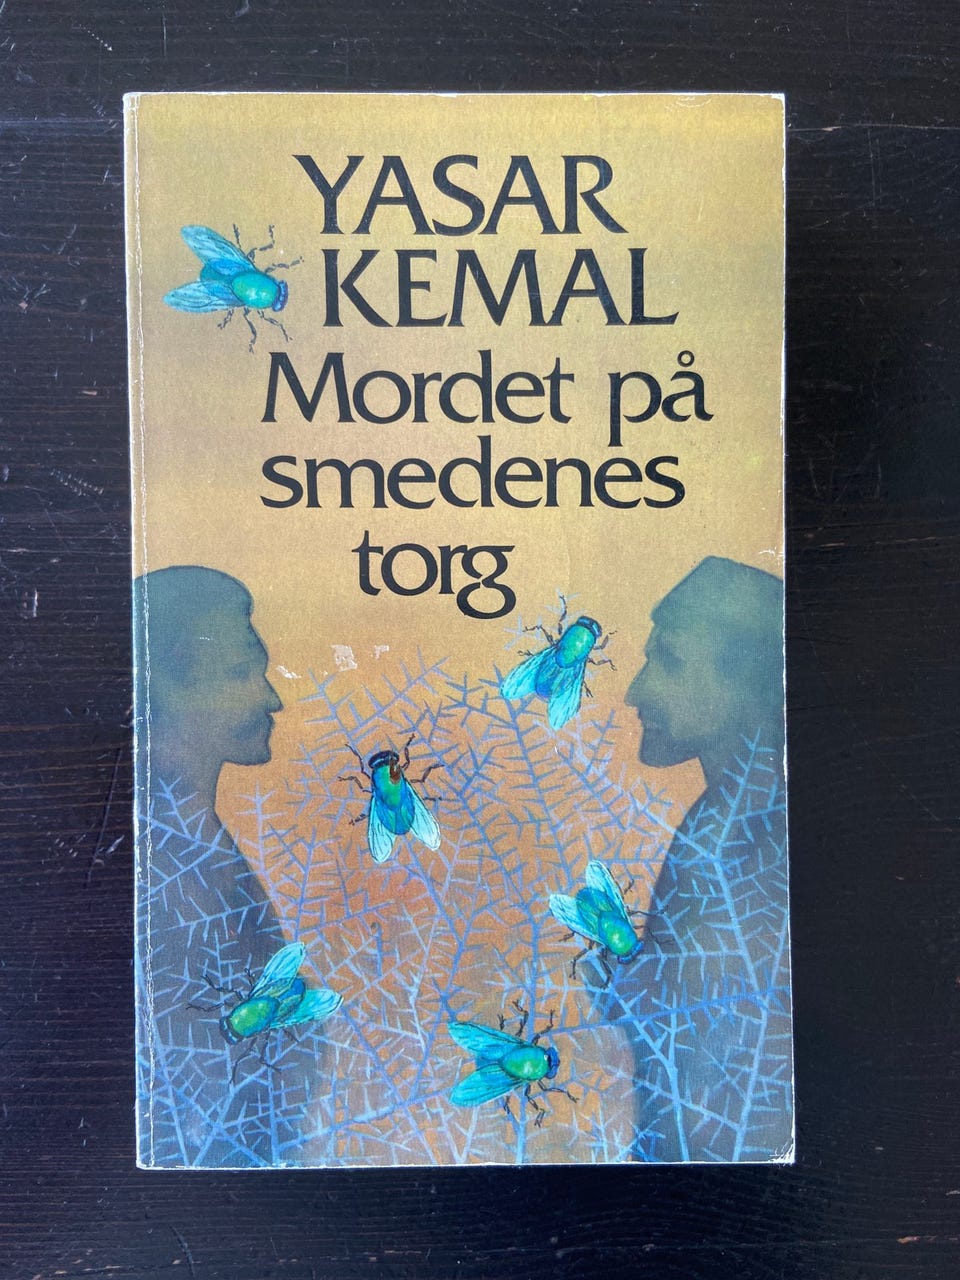 YASAR
KEMAL
Mordet på
smedenes
torg